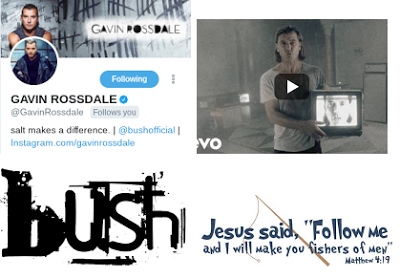 GAVIN ROSSDALE
Following
GAVIN ROSSDALE
@GavinRossdale Follows you
salt makes a difference. | @bushofficial |
Instagram.com/gavinrossdale
evo
bush
Jesus said, "Follow me
and I will make you fishers of men"
Matthew 4:19